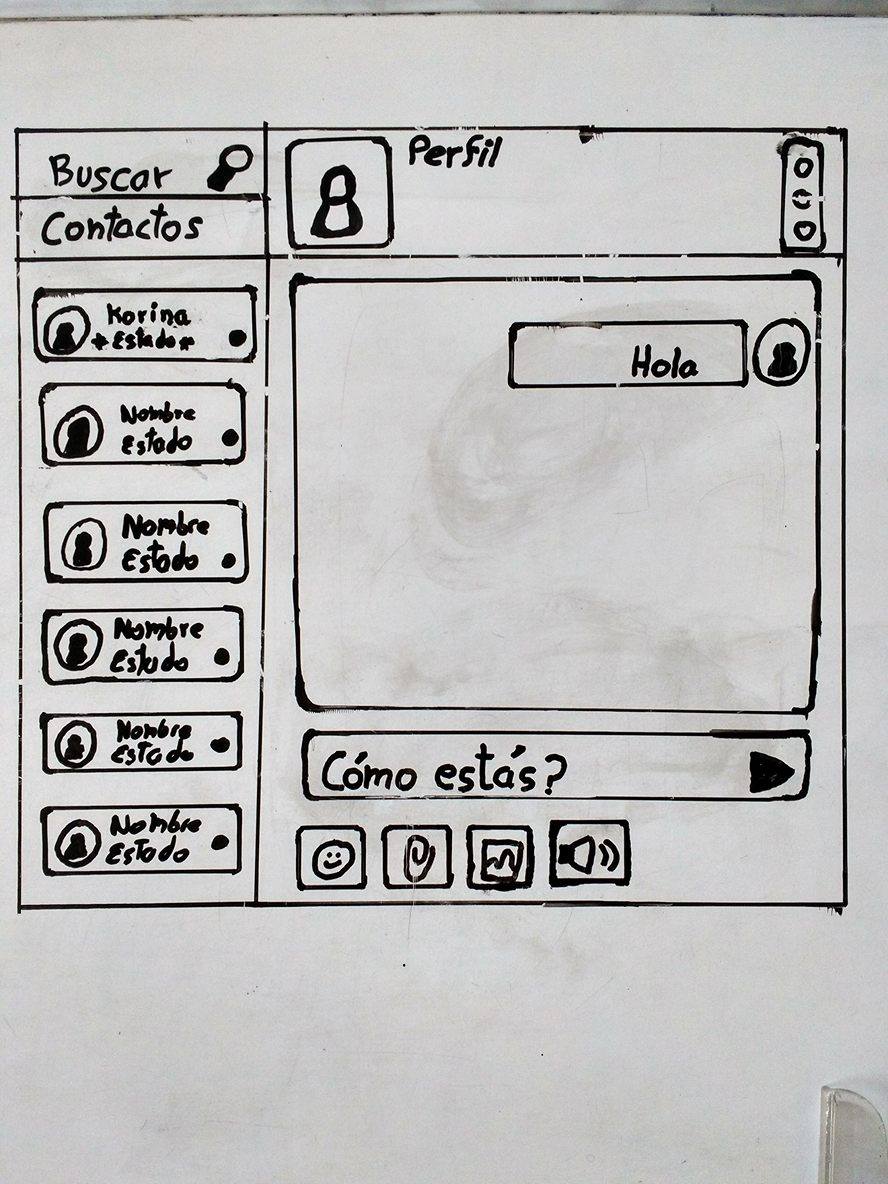 Buscar
Contactos
Korina
*Estado*
Nombre
Estado
Nombre
Estado
Nombre
Estado
Nombre
Estado
Nombre
Estado
Perfil
Hola
Cómo estás?